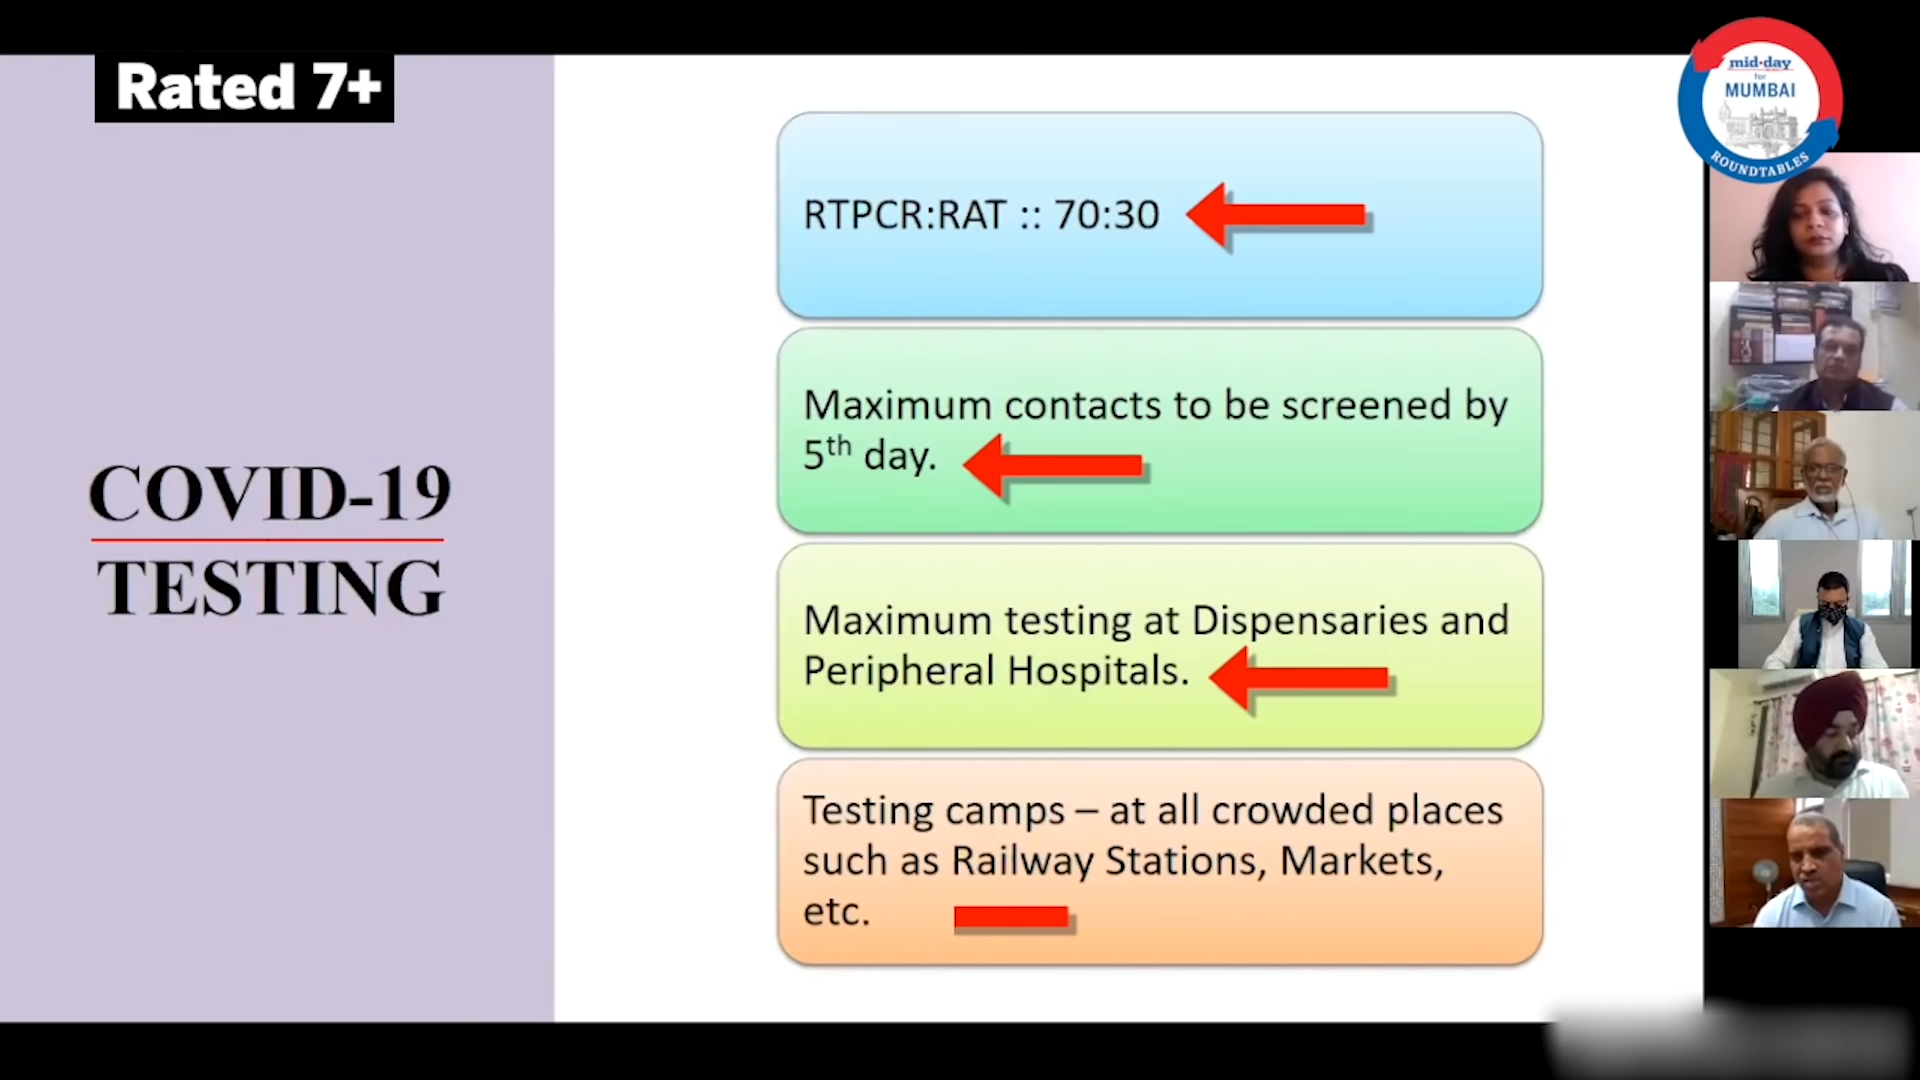 Rated 7+
mid-day
for
MUMBAI
ROUNDTABLES
COVID-19
TESTING
RTPCR:RAT :: 70:30
Maximum contacts to be screened by
5th day.
Maximum testing at Dispensaries and
Peripheral Hospitals.
Testing camps – at all crowded places
such as Railway Stations, Markets,
etc.